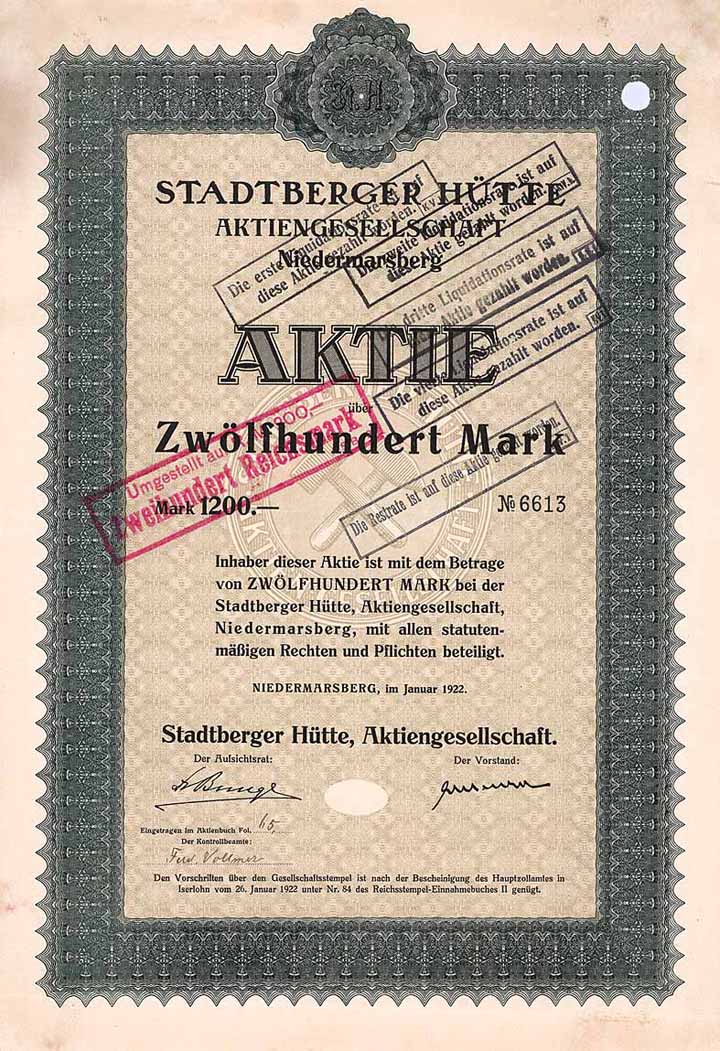 St.H.
STADTBERGER HÜTTE
AKTIENGESELLSCHAFT
Niedermarsberg
Die erste Liquidationsrate ist auf
diese Aktie gezahlt worden.
Die zweite Liquidationsrate ist auf
diese Aktie gezahlt worden.
dritte Liquidationsrate ist auf
Aktie gezahlt worden.
Die vierte Liquidationsrate ist auf
diese Aktie gezahlt worden.
Die Restrate ist auf diese Aktie gezahlt worden.
AKTIE
über
Zwölfhundert Mark
Umgestellt auf
Zweihundert Reichsmark
Mark 1200.—
№ 6613
Inhaber dieser Aktie ist mit dem Betrage
von ZWÖLFHUNDERT MARK bei der
Stadtberger Hütte, Aktiengesellschaft,
Niedermarsberg, mit allen statuten-
mäßigen Rechten und Pflichten beteiligt.
NIEDERMARSBERG, im Januar 1922.
Stadtberger Hütte, Aktiengesellschaft.
Der Aufsichtsrat:
Der Vorstand:
Eingetragen im Aktienbuch Fol. 65,
Der Kontrollbeamte:
Ferd. Vollmer
Den Vorschriften über den Gesellschaftsstempel ist nach der Bescheinigung des Hauptzollamtes in
Iserlohn vom 26. Januar 1922 unter Nr. 84 des Reichsstempel-Einnahmebuches II genügt.